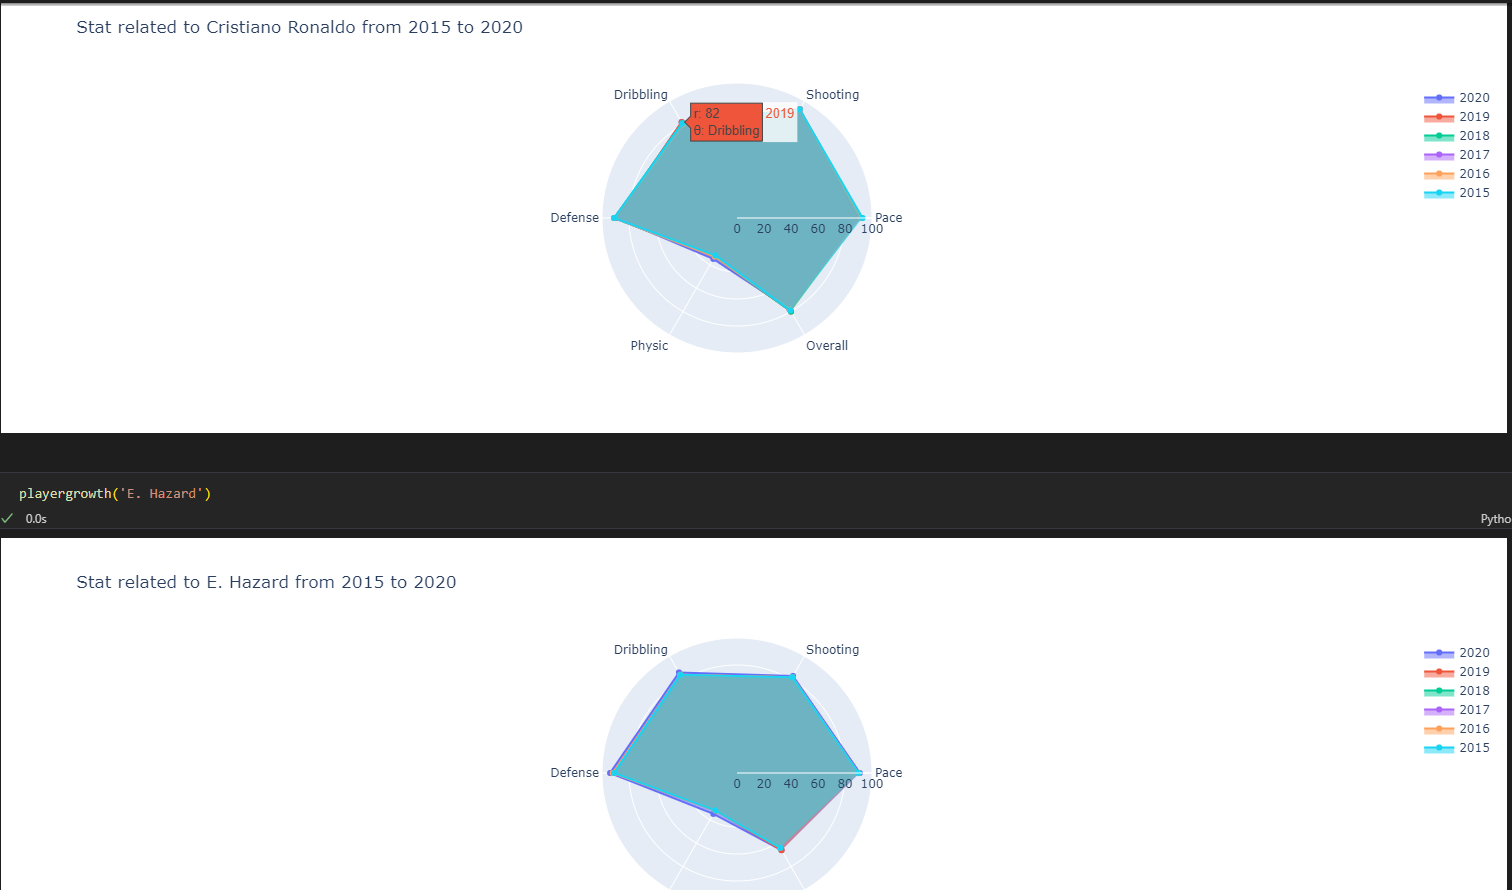 Stat related to Cristiano Ronaldo from 2015 to 2020
Dribbling
Shooting
r: 82
θ: Dribbling
2019
Defense
Pace
0 20 40 60 80 100
Physic
Overall
2020
2019
2018
2017
2016
2015
playergrowth('E. Hazard')
0.0s
Pytho
Stat related to E. Hazard from 2015 to 2020
Dribbling
Shooting
Defense
Pace
0 20 40 60 80 100
2020
2019
2018
2017
2016
2015